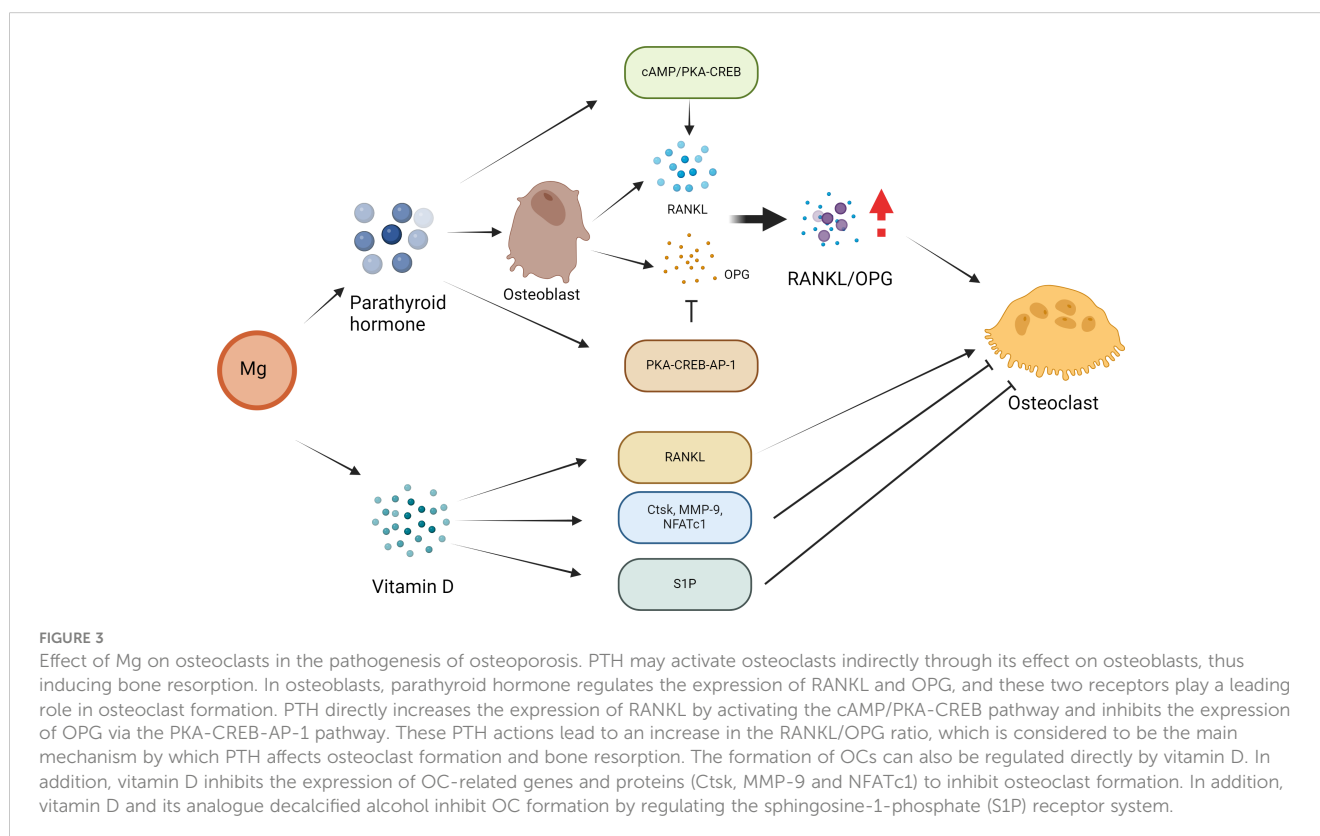 cAMP/PKA-CREB
RANKL
OPG
RANKL/OPG
Osteoblast
Parathyroid
hormone
Mg
PKA-CREB-AP-1
Osteoclast
RANKL
Ctsk, MMP-9,
NFATc1
S1P
Vitamin D
FIGURE 3
Effect of Mg on osteoclasts in the pathogenesis of osteoporosis. PTH may activate osteoclasts indirectly through its effect on osteoblasts, thus
inducing bone resorption. In osteoblasts, parathyroid hormone regulates the expression of RANKL and OPG, and these two receptors play a leading
role in osteoclast formation. PTH directly increases the expression of RANKL by activating the cAMP/PKA-CREB pathway and inhibits the expression
of OPG via the PKA-CREB-AP-1 pathway. These PTH actions lead to an increase in the RANKL/OPG ratio, which is considered to be the main
mechanism by which PTH affects osteoclast formation and bone resorption. The formation of OCs can also be regulated directly by vitamin D. In
addition, vitamin D inhibits the expression of OC-related genes and proteins (Ctsk, MMP-9 and NFATc1) to inhibit osteoclast formation. In addition,
vitamin D and its analogue decalcified alcohol inhibit OC formation by regulating the sphingosine-1-phosphate (S1P) receptor system.